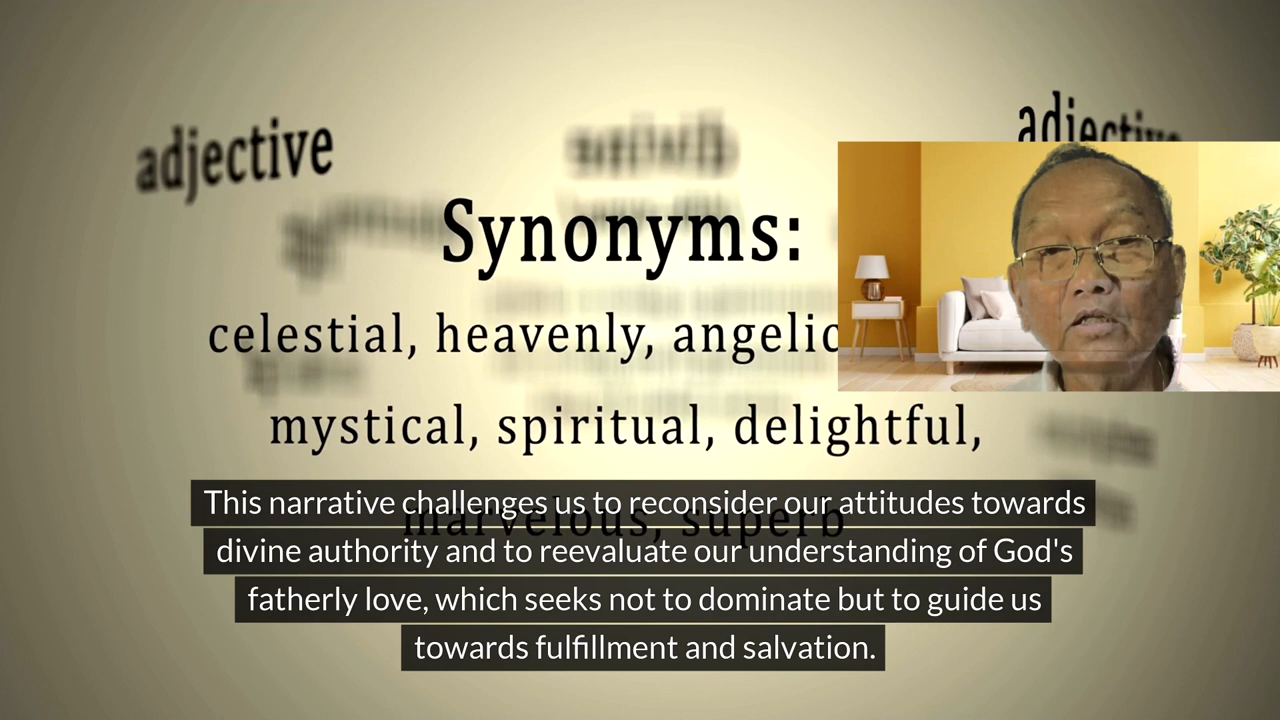 adjective
adjective
Synonyms:
celestial, heavenly, angelic
mystical, spiritual, delightful,
marvelous, superb
This narrative challenges us to reconsider our attitudes towards
divine authority and to reevaluate our understanding of God's
fatherly love, which seeks not to dominate but to guide us
towards fulfillment and salvation.